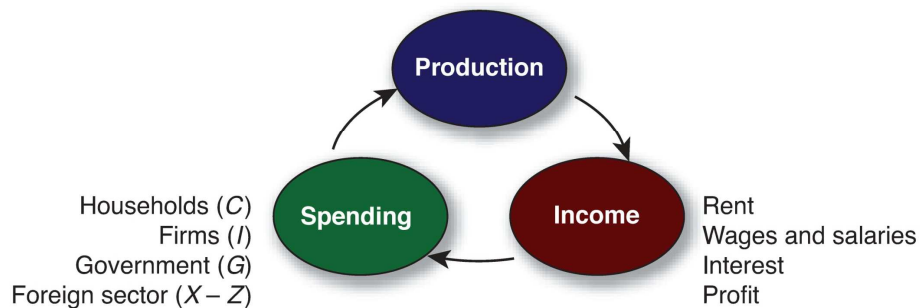 Production
Households (C)
Firms (I)
Government (G)
Foreign sector (X – Z)
Spending
Income
Rent
Wages and salaries
Interest
Profit